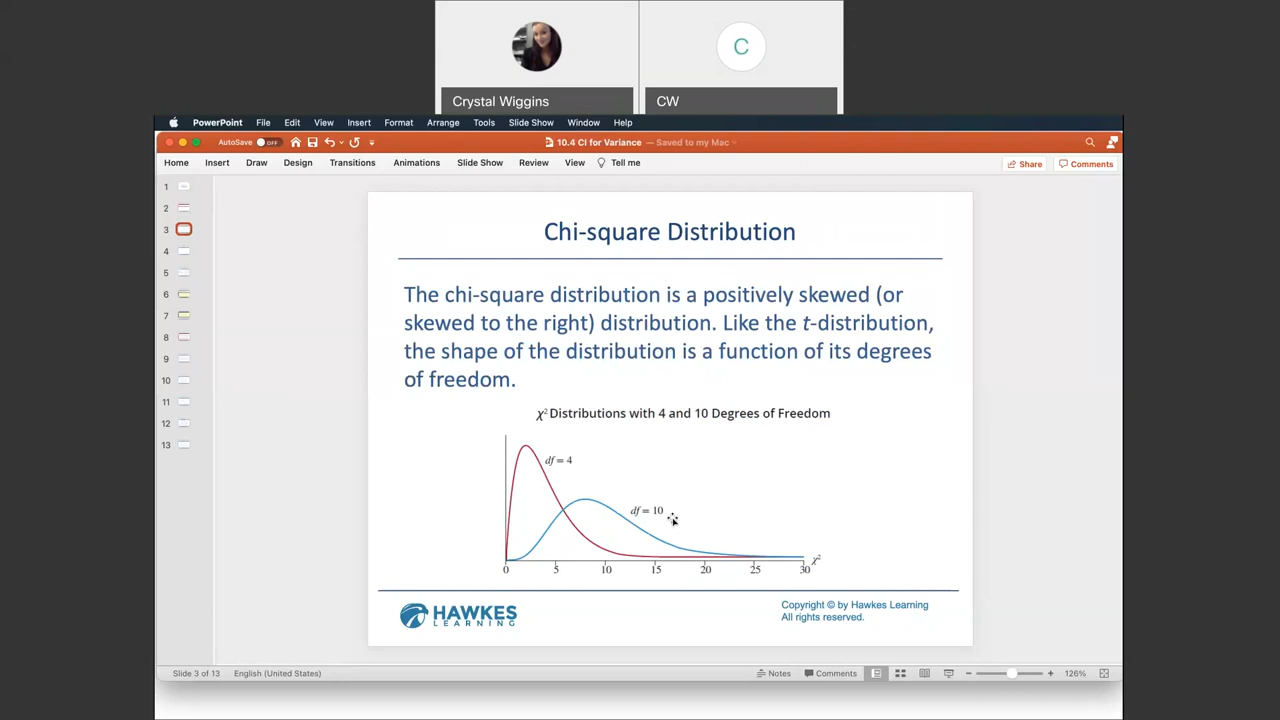 C
Crystal Wiggins
CW
PowerPoint File Edit View Insert Format Arrange Tools Slide Show Window Help
AutoSave OFF 10.4 CI for Variance — Saved to my Mac
Home Insert Draw Design Transitions Animations Slide Show Review View Tell me Share Comments
1
2
3
4
5
6
7
8
9
10
11
12
13
Chi-square Distribution
The chi-square distribution is a positively skewed (or
skewed to the right) distribution. Like the t-distribution,
the shape of the distribution is a function of its degrees
of freedom.
χ² Distributions with 4 and 10 Degrees of Freedom
df = 4
df = 10
χ²
0 5 10 15 20 25 30
HAWKES
LEARNING
Copyright © by Hawkes Learning
All rights reserved.
Slide 3 of 13 English (United States) Notes Comments 126%